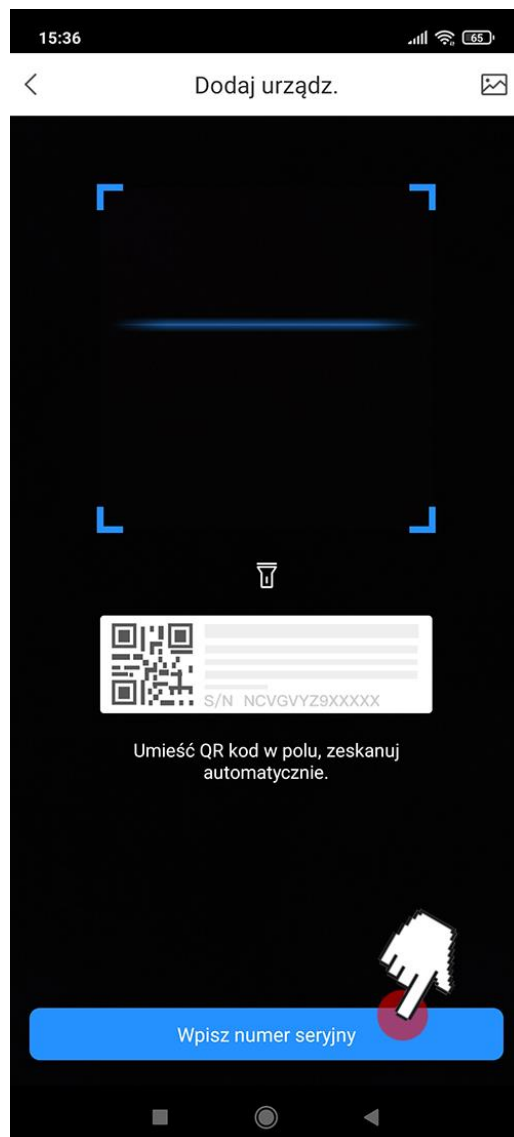 15:36
65
Dodaj urządz.
S/N NCVGVYZ9XXXXX
Umieść QR kod w polu, zeskanuj
automatycznie.
Wpisz numer seryjny